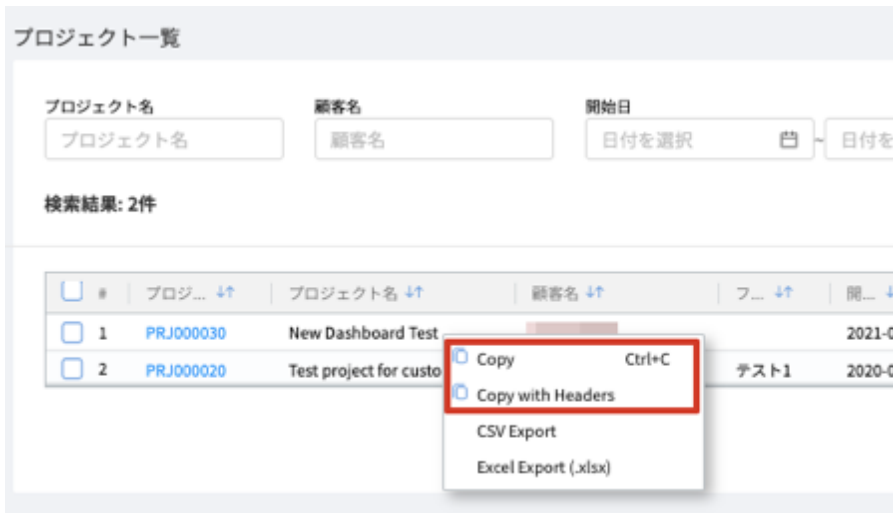 プロジェクト一覧
プロジェクト名 顧客名 開始日
プロジェクト名 顧客名 日付を選択 ~ 日付を
検索結果: 2件
# プロジ... プロジェクト名 顧客名 フ... 開...
1 PRJ000030 New Dashboard Test 2021-0
2 PRJ000020 Test project for custo テスト1 2020-0
Copy Ctrl+C
Copy with Headers
CSV Export
Excel Export (.xlsx)